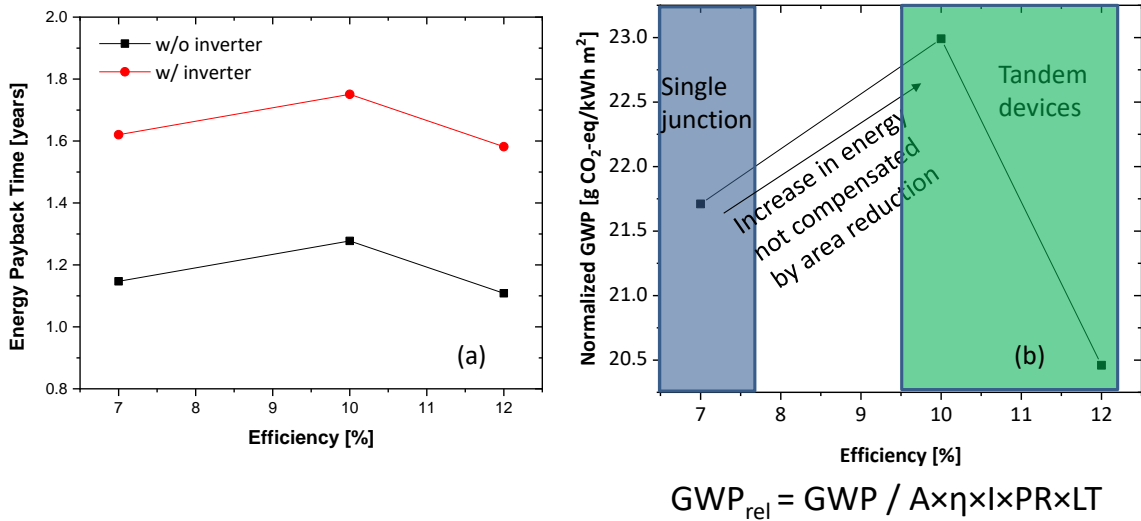 2.0
1.8
1.6
1.4
1.2
1.0
0.8
7
8
9
10
11
12
Energy Payback Time [years]
Efficiency [%]
w/o inverter
w/ inverter
(a)
23.0
22.5
22.0
21.5
21.0
20.5
7
8
9
10
11
12
Normalized GWP [g CO₂-eq/kWh m²]
Efficiency [%]
Single
junction
Tandem
devices
Increase in energy
not compensated
by area reduction
(b)
GWP_rel = GWP / A×η×I×PR×LT